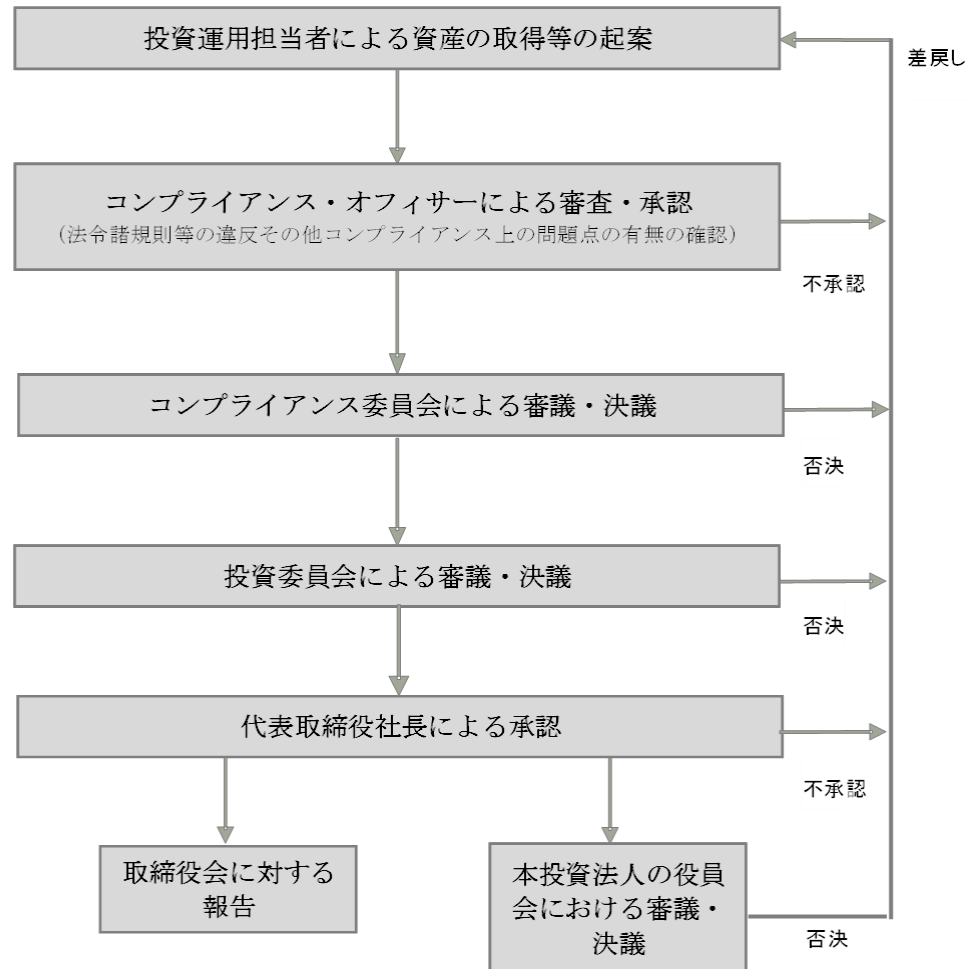 投資運用担当者による資産の取得等の起案
差戻し
コンプライアンス・オフィサーによる審査・承認
(法令諸規則等の違反その他コンプライアンス上の問題点の有無の確認)
不承認
コンプライアンス委員会による審議・決議
否決
投資委員会による審議・決議
否決
代表取締役社長による承認
不承認
取締役会に対する
報告
本投資法人の役員
会における審議・
決議
否決